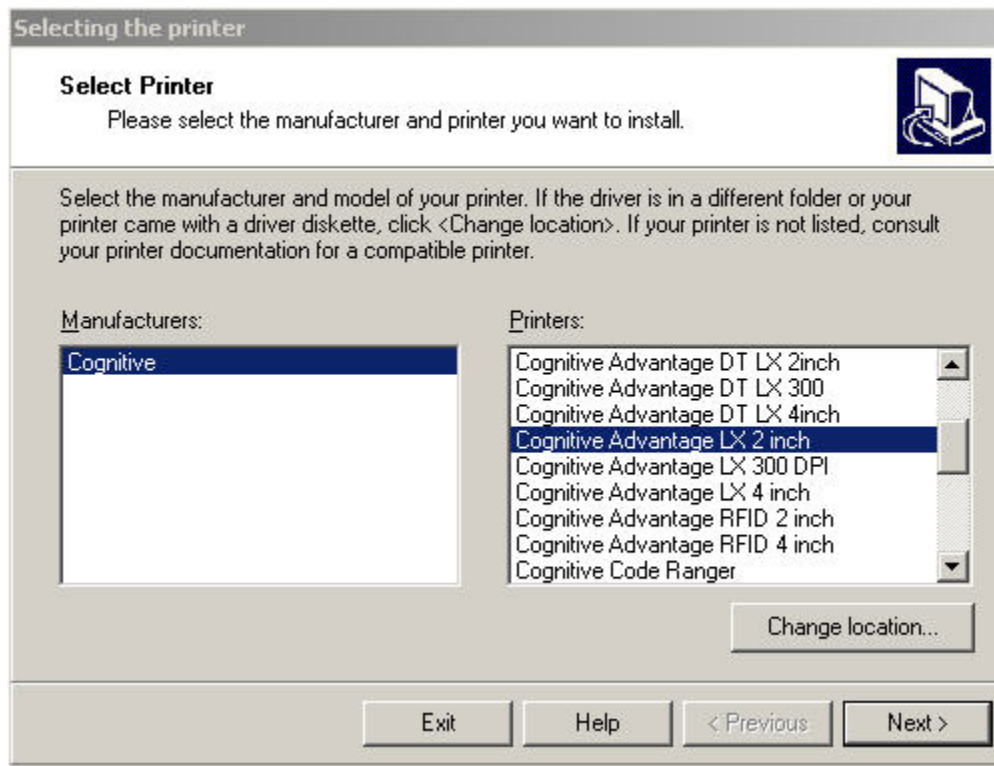 Selecting the printer
Select Printer
Please select the manufacturer and printer you want to install.
Select the manufacturer and model of your printer. If the driver is in a different folder or your
printer came with a driver diskette, click <Change location>. If your printer is not listed, consult
your printer documentation for a compatible printer.
Manufacturers:
Cognitive
Printers:
Cognitive Advantage DT LX 2inch
Cognitive Advantage DT LX 300
Cognitive Advantage DT LX 4inch
Cognitive Advantage LX 2 inch
Cognitive Advantage LX 300 DPI
Cognitive Advantage LX 4 inch
Cognitive Advantage RFID 2 inch
Cognitive Advantage RFID 4 inch
Cognitive Code Ranger
Change location...
Exit
Help
< Previous
Next >